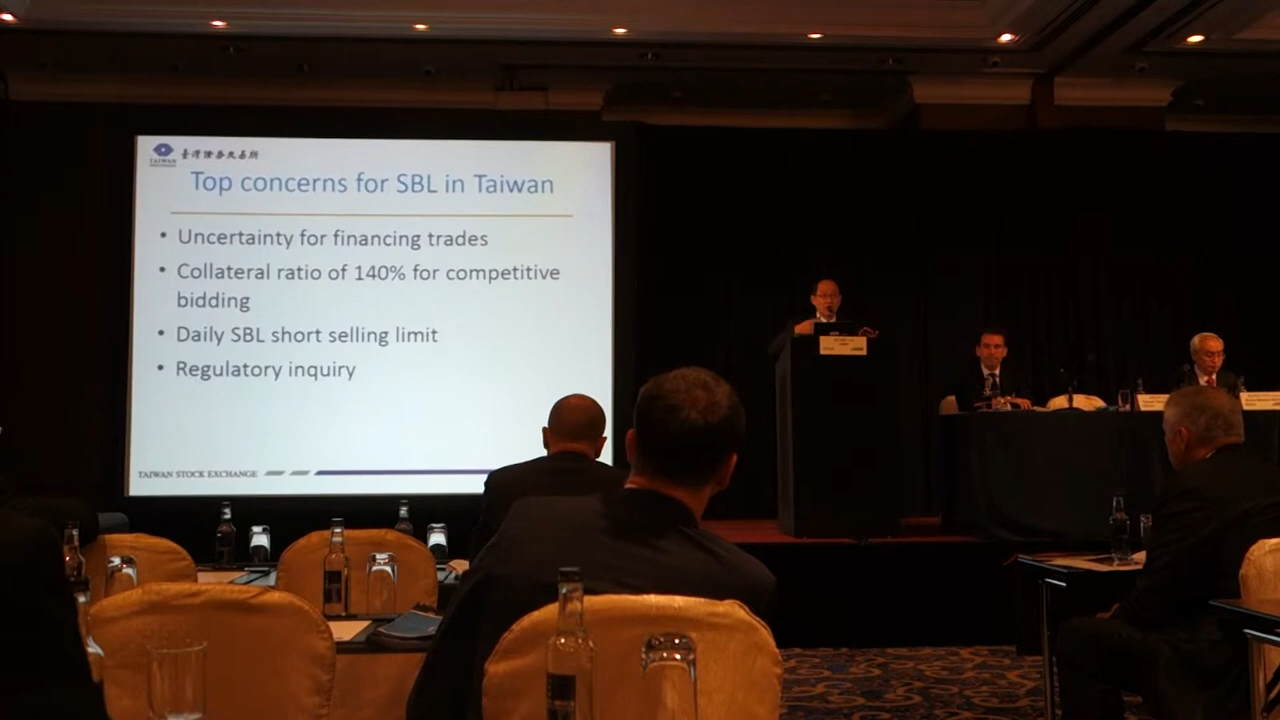 TAIWAN
臺灣證券交易所
Top concerns for SBL in Taiwan
• Uncertainty for financing trades
• Collateral ratio of 140% for competitive
bidding
• Daily SBL short selling limit
• Regulatory inquiry
TAIWAN STOCK EXCHANGE